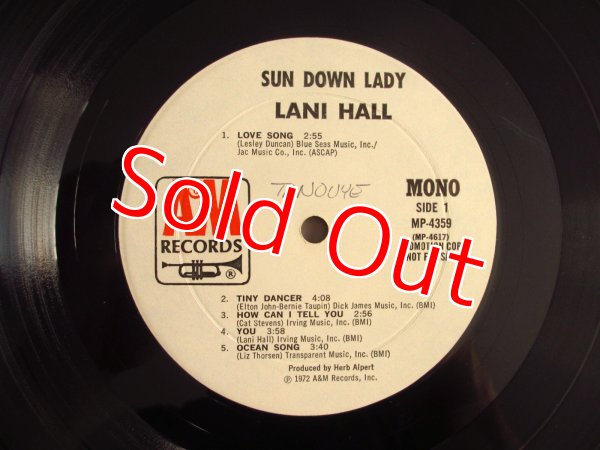 SUN DOWN LADY
LANI HALL
1. LOVE SONG 2:55
(Lesley Duncan) Blue Seas Music, Inc./
Jac Music Co., Inc. (ASCAP)
MONO
SIDE 1
MP-4359
(MP-4617)
NOT
A&M
RECORDS
®
Sold Out
2. TINY DANCER 4:08
(Elton John-Bernie Taupin) Dick James Music, Inc. (BMI)
3. HOW CAN I TELL YOU 2:56
(Cat Stevens) Irving Music, Inc. (BMI)
4. YOU 3:58
(Lani Hall) Irving Music, Inc. (BMI)
5. OCEAN SONG 3:40
(Liz Thorsen) Transparent Music, Inc. (BMI)
Produced by Herb Alpert
℗ 1972 A&M Records, Inc.